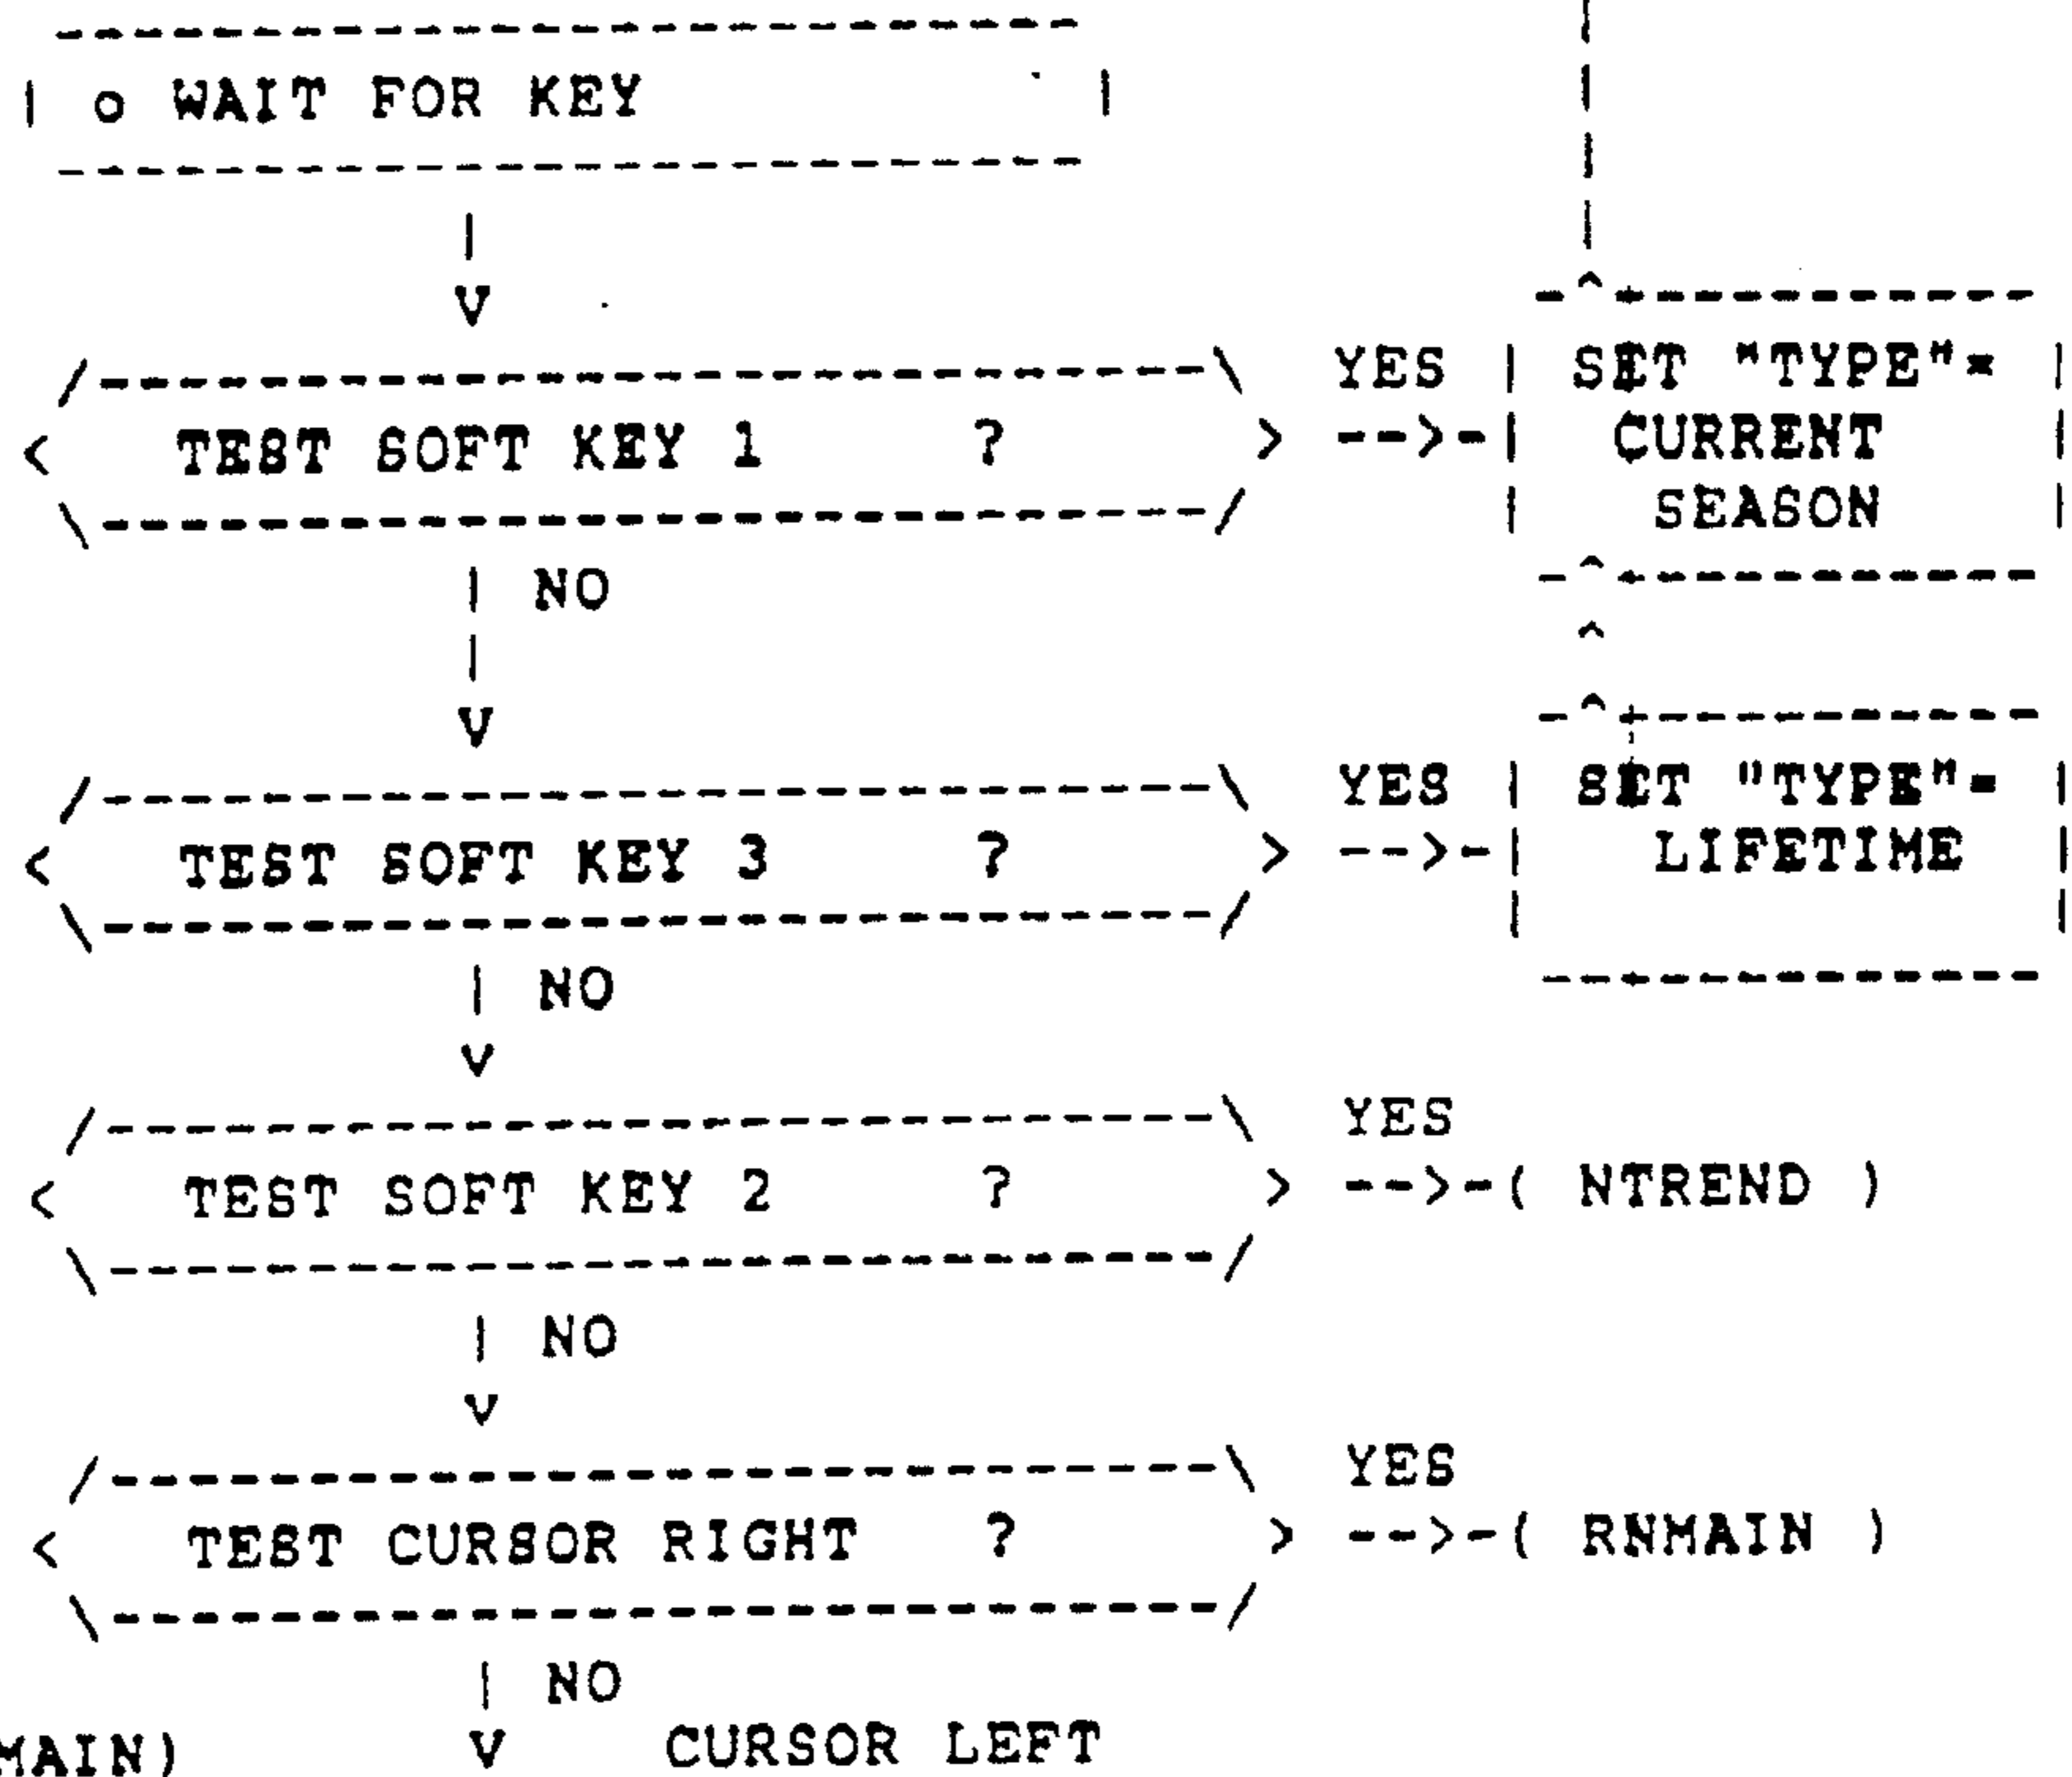 o WAIT FOR KEY
YES SET "TYPE"=
TEST SOFT KEY 1 ? CURRENT
SEASON
NO
YES SET "TYPE"=
TEST SOFT KEY 3 ? LIFETIME
NO
YES
TEST SOFT KEY 2 ? ( NTREND )
NO
YES
TEST CURSOR RIGHT ? ( RNMAIN )
NO
MAIN) CURSOR LEFT